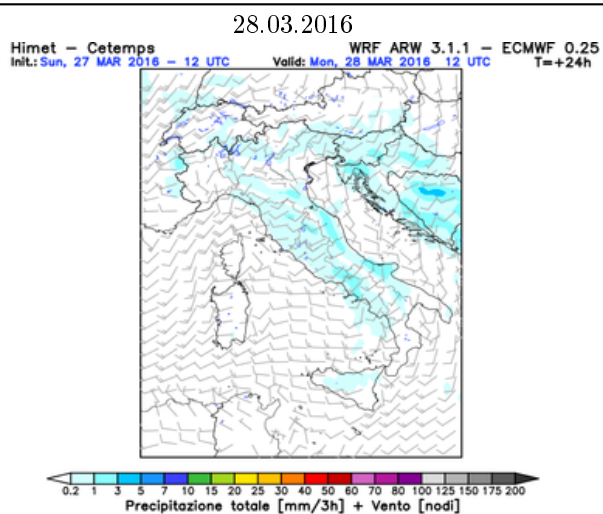 28.03.2016
Himet – Cetemps WRF ARW 3.1.1 – ECMWF 0.25
Init.: Sun, 27 MAR 2016 – 12 UTC Valid: Mon, 28 MAR 2016 12 UTC T=+24h
0.2 1 3 5 7 10 15 20 25 30 40 50 60 70 80 100 125 150 175 200
Precipitazione totale [mm/3h] + Vento [nodi]